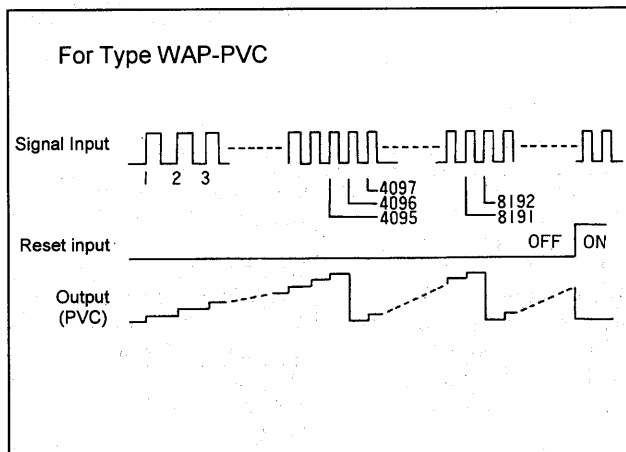 For Type WAP-PVC
Signal Input
1 2 3
4097
4096
4095
8192
8191
Reset input
OFF ON
Output
(PVC)